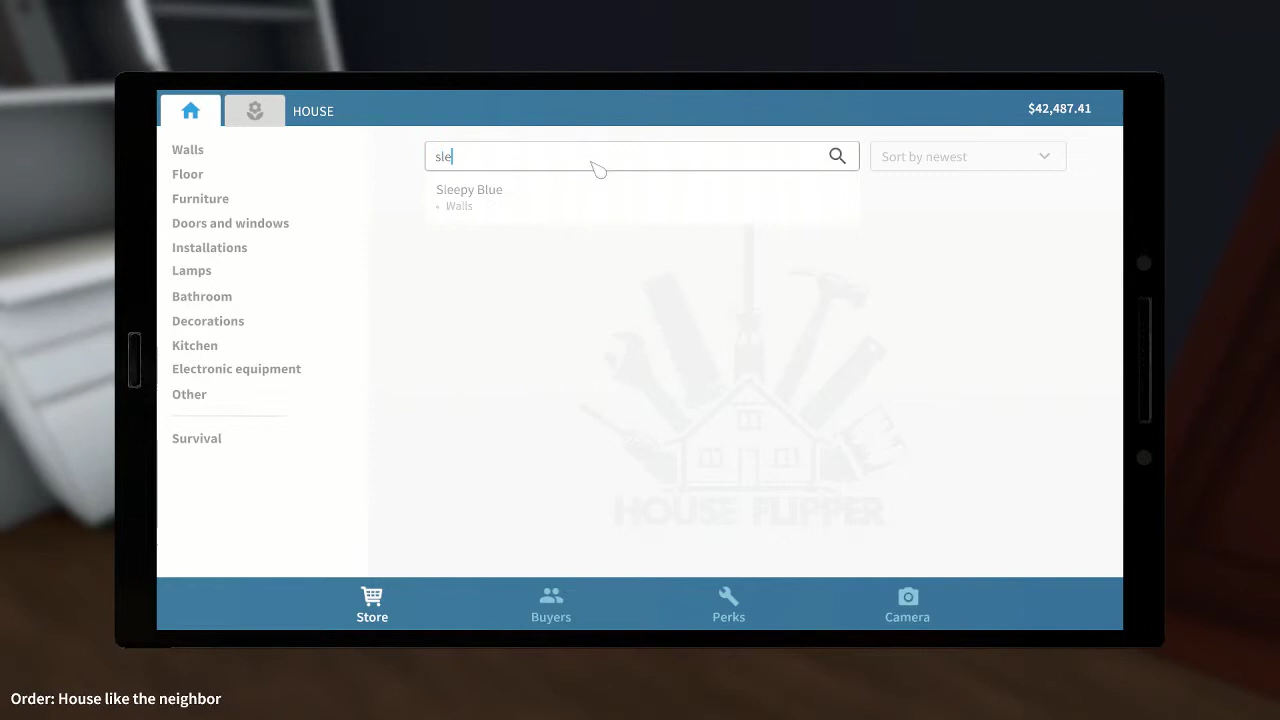 HOUSE
$42,487.41
Walls
Floor
Furniture
Doors and windows
Installations
Lamps
Bathroom
Decorations
Kitchen
Electronic equipment
Other
Survival
sle
Sort by newest
Sleepy Blue
• Walls
HOUSE FLIPPER
Store
Buyers
Perks
Camera
Order: House like the neighbor